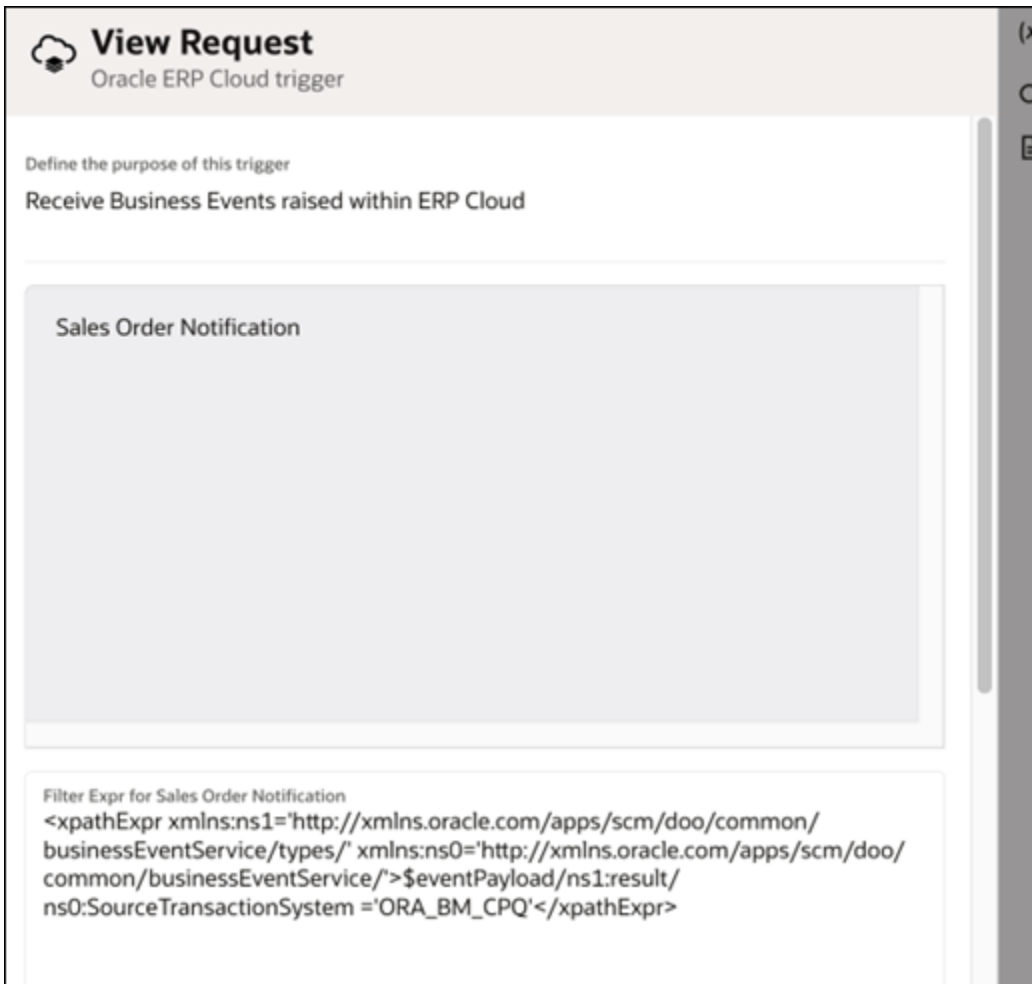 View Request
Oracle ERP Cloud trigger
Define the purpose of this trigger
Receive Business Events raised within ERP Cloud
Sales Order Notification
Filter Expr for Sales Order Notification
<xpathExpr xmlns:ns1='http://xmlns.oracle.com/apps/scm/doo/common/
businessEventService/types/' xmlns:ns0='http://xmlns.oracle.com/apps/scm/doo/
common/businessEventService/'>$eventPayload/ns1:result/
ns0:SourceTransactionSystem ='ORA_BM_CPQ'</xpathExpr>